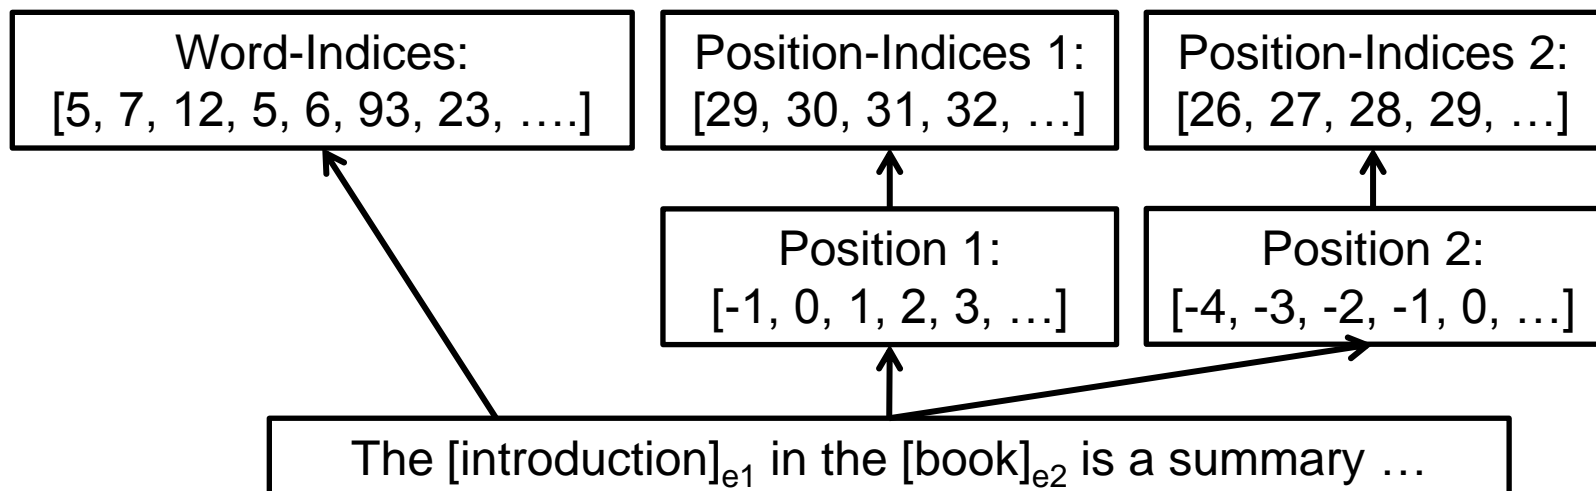 Word-Indices:
[5, 7, 12, 5, 6, 93, 23, ….]
Position-Indices 1:
[29, 30, 31, 32, …]
Position-Indices 2:
[26, 27, 28, 29, …]
Position 1:
[-1, 0, 1, 2, 3, …]
Position 2:
[-4, -3, -2, -1, 0, …]
The [introduction]e1 in the [book]e2 is a summary …